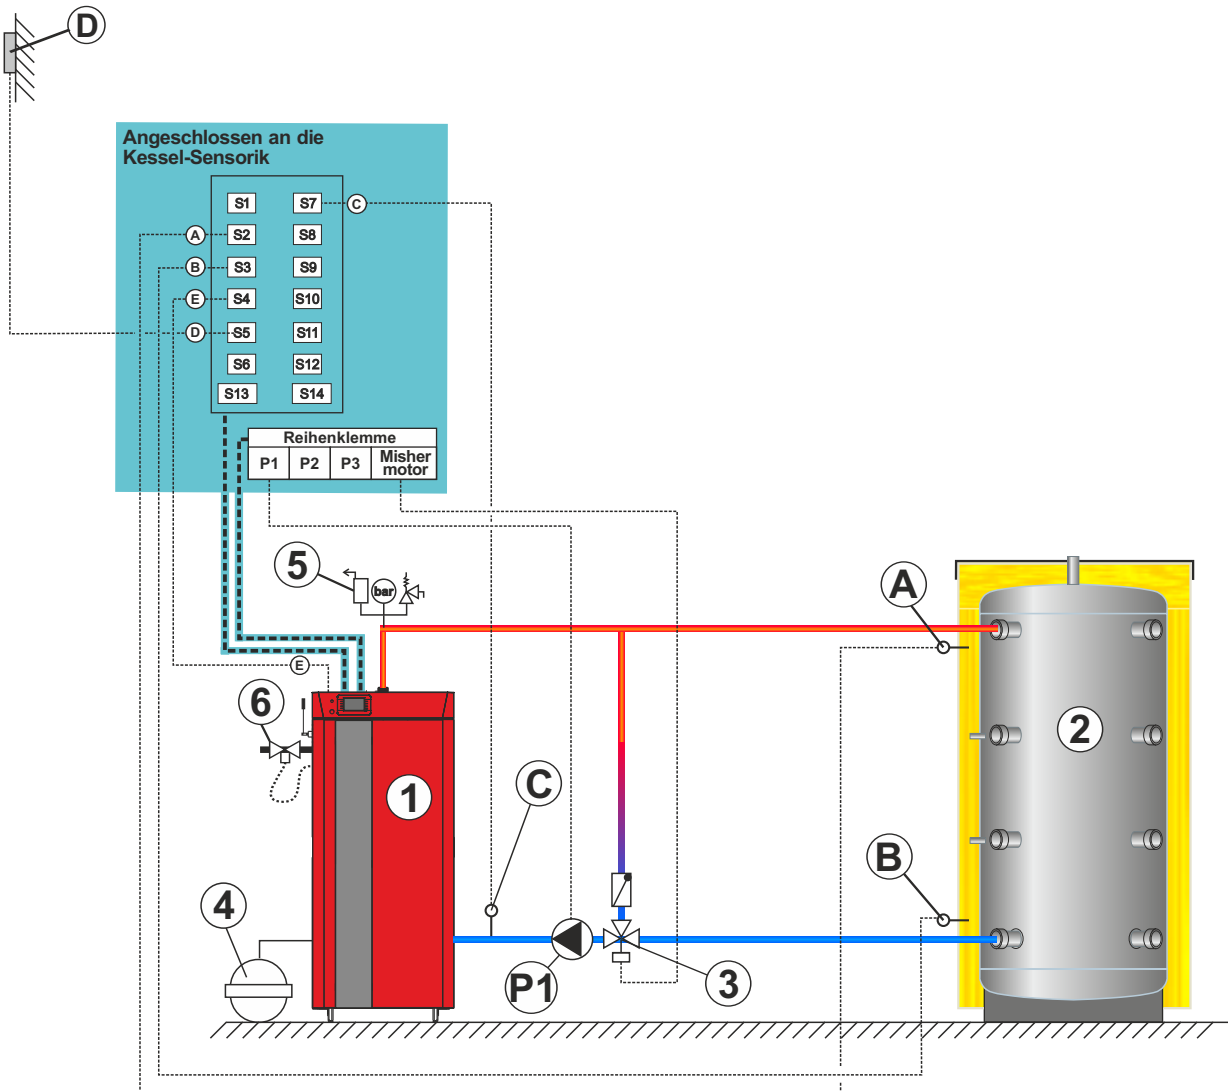 D
Angeschlossen an die
Kessel-Sensorik
S1 S7 C
A S2 S8
B S3 S9
E S4 S10
D S5 S11
S6 S12
S13 S14
Reihenklemme
P1 P2 P3 Misher
motor
5
bar
A
E
6
2
1
C
B
4
P1
3